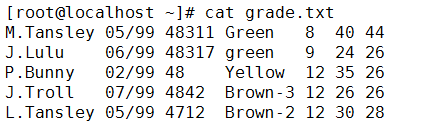 [root@localhost ~]# cat grade.txt
M.Tansley 05/99 48311 Green   8  40 44
J.Lulu    06/99 48317 green   9  24 26
P.Bunny   02/99 48    Yellow  12 35 26
J.Troll   07/99 4842  Brown-3 12 26 26
L.Tansley 05/99 4712  Brown-2 12 30 28